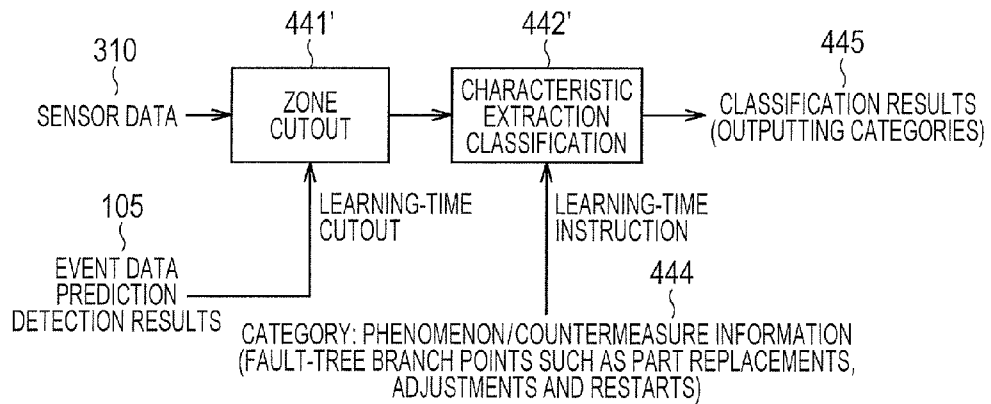 310
SENSOR DATA
441'
ZONE
CUTOUT
442'
CHARACTERISTIC
EXTRACTION
CLASSIFICATION
445
CLASSIFICATION RESULTS
(OUTPUTTING CATEGORIES)
LEARNING-TIME
CUTOUT
LEARNING-TIME
INSTRUCTION
105
EVENT DATA
PREDICTION
DETECTION RESULTS
444
CATEGORY: PHENOMENON/COUNTERMEASURE INFORMATION
(FAULT-TREE BRANCH POINTS SUCH AS PART REPLACEMENTS,
ADJUSTMENTS AND RESTARTS)